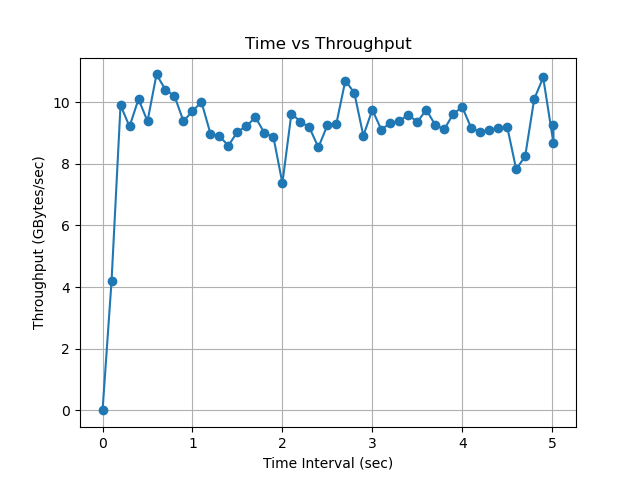 Time vs Throughput
Throughput (GBytes/sec)
10
8
6
4
2
0
0 1 2 3 4 5
Time Interval (sec)